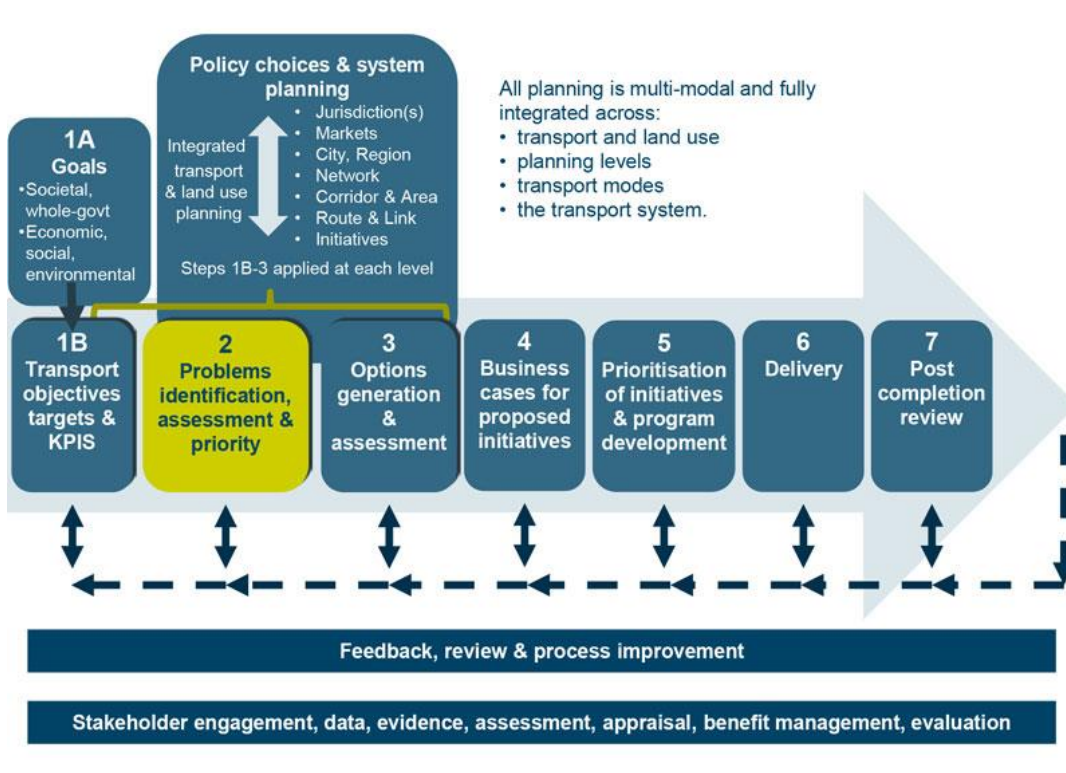 Policy choices & system
planning
Integrated
transport
& land use
planning
• Jurisdiction(s)
• Markets
• City, Region
• Network
• Corridor & Area
• Route & Link
• Initiatives
Steps 1B-3 applied at each level
All planning is multi-modal and fully
integrated across:
• transport and land use
• planning levels
• transport modes
• the transport system.
1A
Goals
•Societal,
whole-govt
•Economic,
social,
environmental
1B
Transport
objectives
targets &
KPIS
2
Problems
identification,
assessment &
priority
3
Options
generation
&
assessment
4
Business
cases for
proposed
initiatives
5
Prioritisation
of initiatives
& program
development
6
Delivery
7
Post
completion
review
Feedback, review & process improvement
Stakeholder engagement, data, evidence, assessment, appraisal, benefit management, evaluation